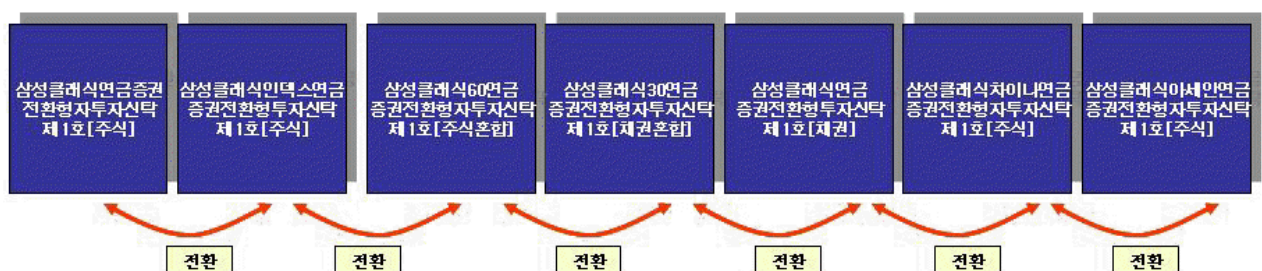 삼성클래식연금증권
전환형자투자신탁
제1호[주식]
삼성클래식인덱스연금
증권전환형자투자신탁
제1호[주식]
삼성클래식60연금
증권전환형자투자신탁
제1호[주식혼합]
삼성클래식30연금
증권전환형자투자신탁
제1호[채권혼합]
삼성클래식연금
증권전환형자투자신탁
제1호[채권]
삼성클래식차이나연금
증권전환형자투자신탁
제1호[주식]
삼성클래식아세안연금
증권전환형자투자신탁
제1호[주식]
전환
전환
전환
전환
전환
전환